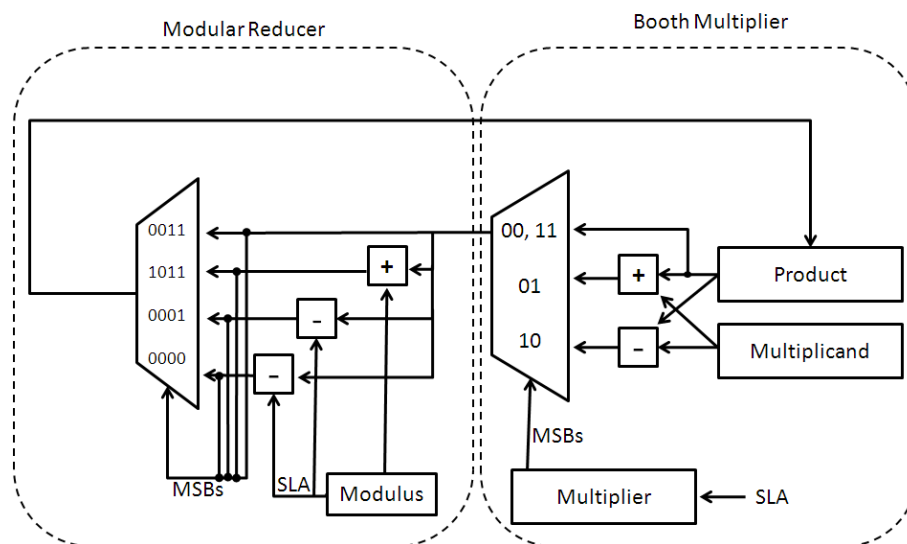 Modular Reducer
Booth Multiplier
0011
1011
0001
0000
+
-
-
MSBs
SLA
Modulus
00, 11
01
10
+
-
Product
Multiplicand
MSBs
Multiplier
SLA